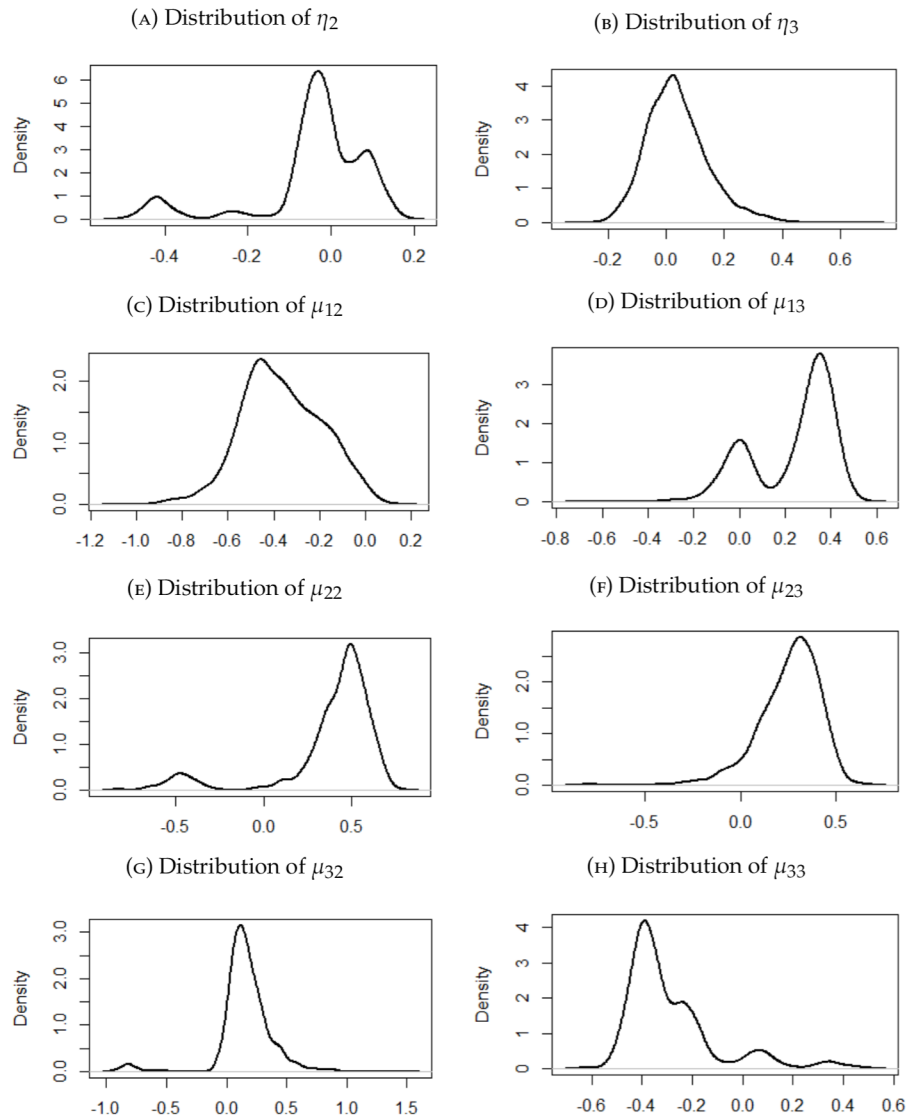 (A) Distribution of η2
(B) Distribution of η3
Density
0 1 2 3 4 5 6
-0.4 -0.2 0.0 0.2
Density
0 1 2 3 4
-0.2 0.0 0.2 0.4 0.6
(C) Distribution of μ12
(D) Distribution of μ13
Density
0.0 1.0 2.0
-1.2 -1.0 -0.8 -0.6 -0.4 -0.2 0.0 0.2
Density
0 1 2 3
-0.8 -0.6 -0.4 -0.2 0.0 0.2 0.4 0.6
(E) Distribution of μ22
(F) Distribution of μ23
Density
0.0 1.0 2.0 3.0
-0.5 0.0 0.5
Density
0.0 1.0 2.0
-0.5 0.0 0.5
(G) Distribution of μ32
(H) Distribution of μ33
Density
0.0 1.0 2.0 3.0
-1.0 -0.5 0.0 0.5 1.0 1.5
Density
0 1 2 3 4
-0.6 -0.4 -0.2 0.0 0.2 0.4 0.6